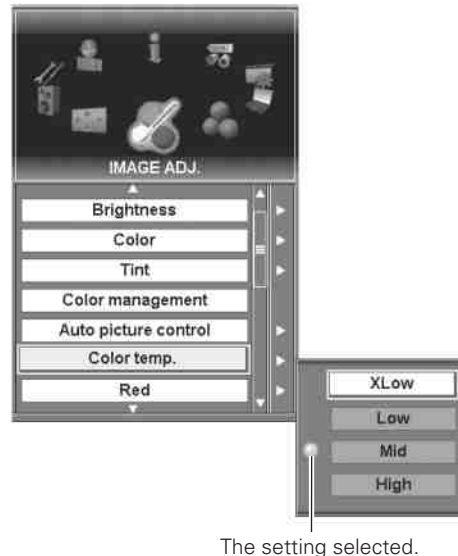 IMAGE ADJ.
Brightness
Color
Tint
Color management
Auto picture control
Color temp.
Red
XLow
Low
Mid
High
The setting selected.